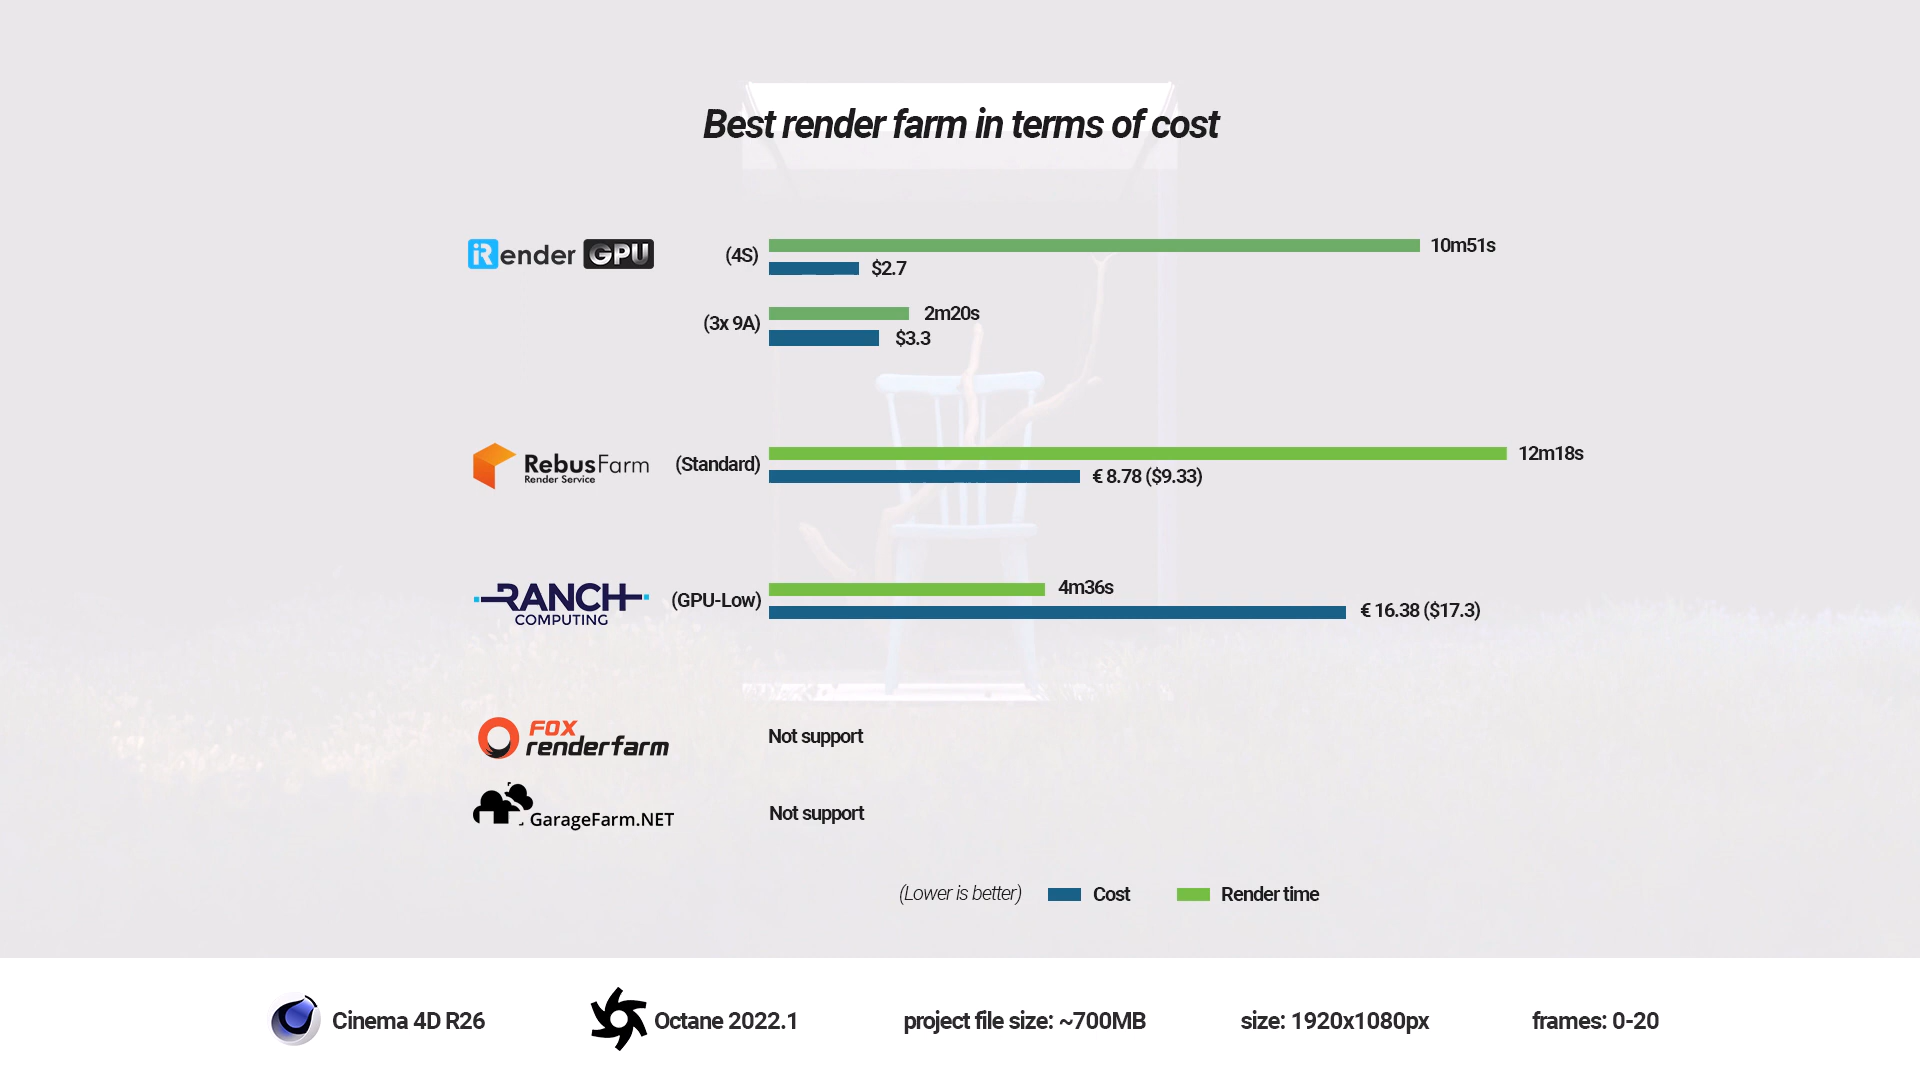 Best render farm in terms of cost
iRender GPU
(4S)
10m51s
$2.7
(3x 9A)
2m20s
$3.3
RebusFarm
Render Service
(Standard)
12m18s
€ 8.78 ($9.33)
RANCH
COMPUTING
(GPU-Low)
4m36s
€ 16.38 ($17.3)
FOX
renderfarm
Not support
GarageFarm.NET
Not support
(Lower is better)
Cost
Render time
Cinema 4D R26
Octane 2022.1
project file size: ~700MB
size: 1920x1080px
frames: 0-20